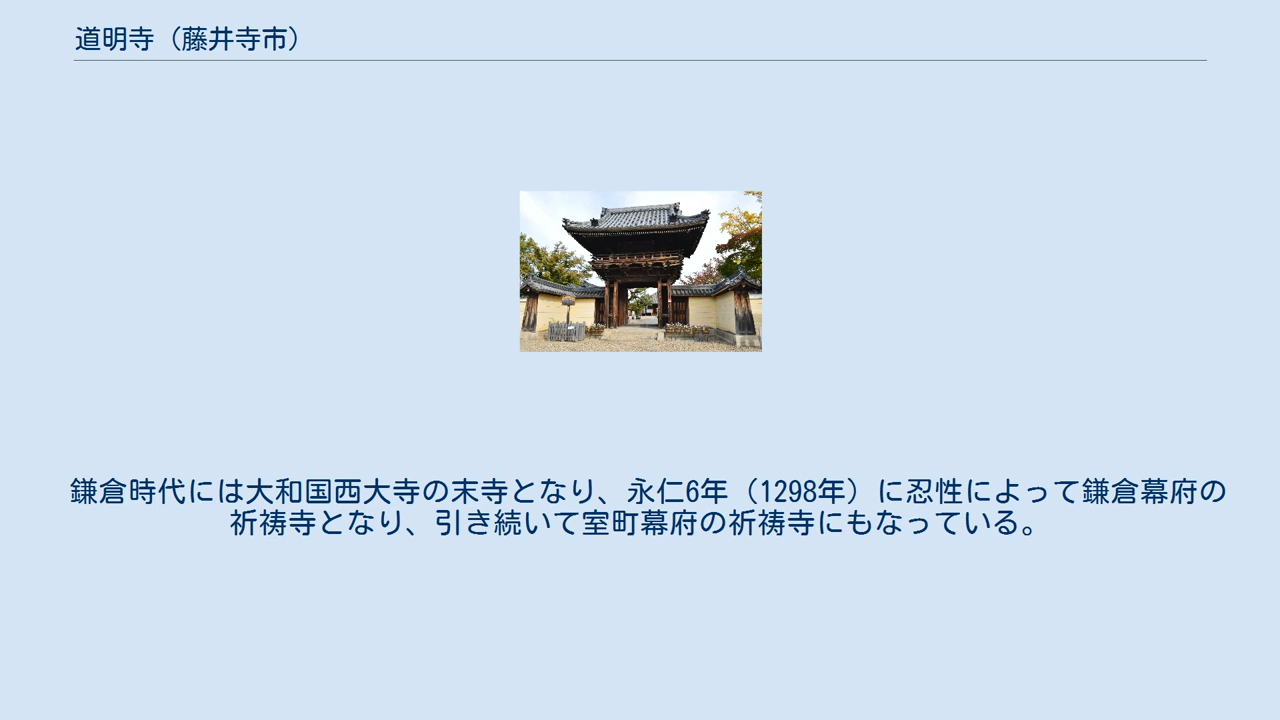 道明寺（藤井寺市）
鎌倉時代には大和国西大寺の末寺となり、永仁6年（1298年）に忍性によって鎌倉幕府の
祈祷寺となり、引き続いて室町幕府の祈祷寺にもなっている。